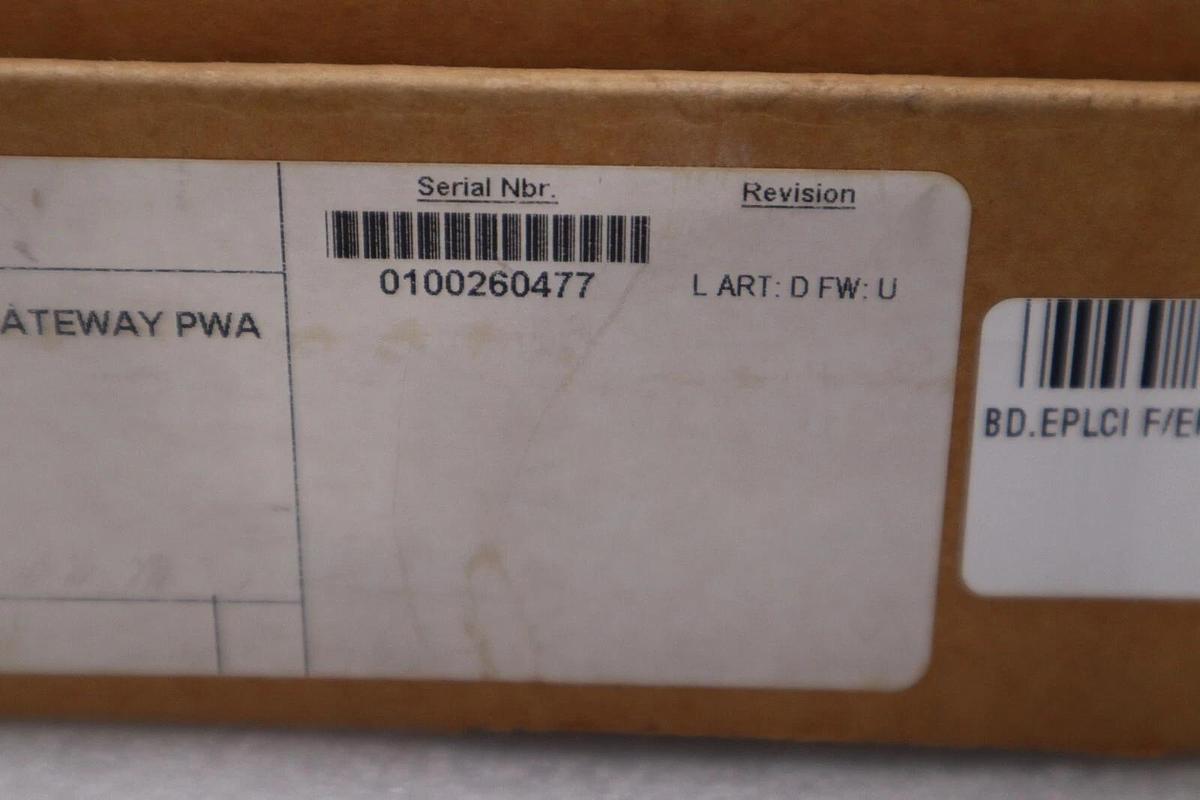 Serial Nbr.
Revision
0100260477
L ART: D FW: U
ATEWAY PWA
BD.EPLCI F/